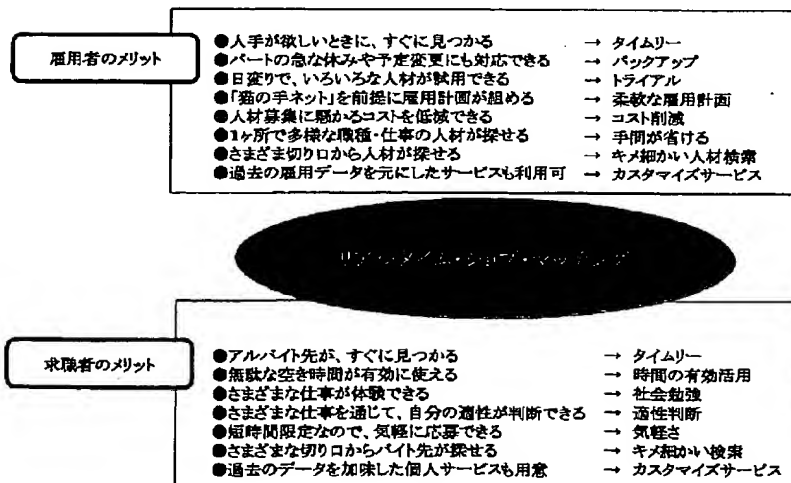 雇用者のメリット
●人手が欲しいときに、すぐに見つかる → タイムリー
●パートの急な休みや予定変更にも対応できる → バックアップ
●日変りで、いろいろな人材が試用できる → トライアル
●「猫の手ネット」を前提に雇用計画が組める → 柔軟な雇用計画
●人材募集に懸かるコストを低減できる → コスト削減
●1ヶ所で多様な職種・仕事の人材が探せる → 手間が省ける
●さまざま切り口から人材が探せる → キメ細かい人材検索
●過去の雇用データを元にしたサービスも利用可 → カスタマイズサービス
リアルタイム・ジョブ・マッチング
求職者のメリット
●アルバイト先が、すぐに見つかる → タイムリー
●無駄な空き時間が有効に使える → 時間の有効活用
●さまざまな仕事が体験できる → 社会勉強
●さまざまな仕事を通じて、自分の適性が判断できる → 適性判断
●短時間限定なので、気軽に応募できる → 気軽さ
●さまざまな切り口からバイト先が探せる → キメ細かい検索
●過去のデータを加味した個人サービスも用意 → カスタマイズサービス